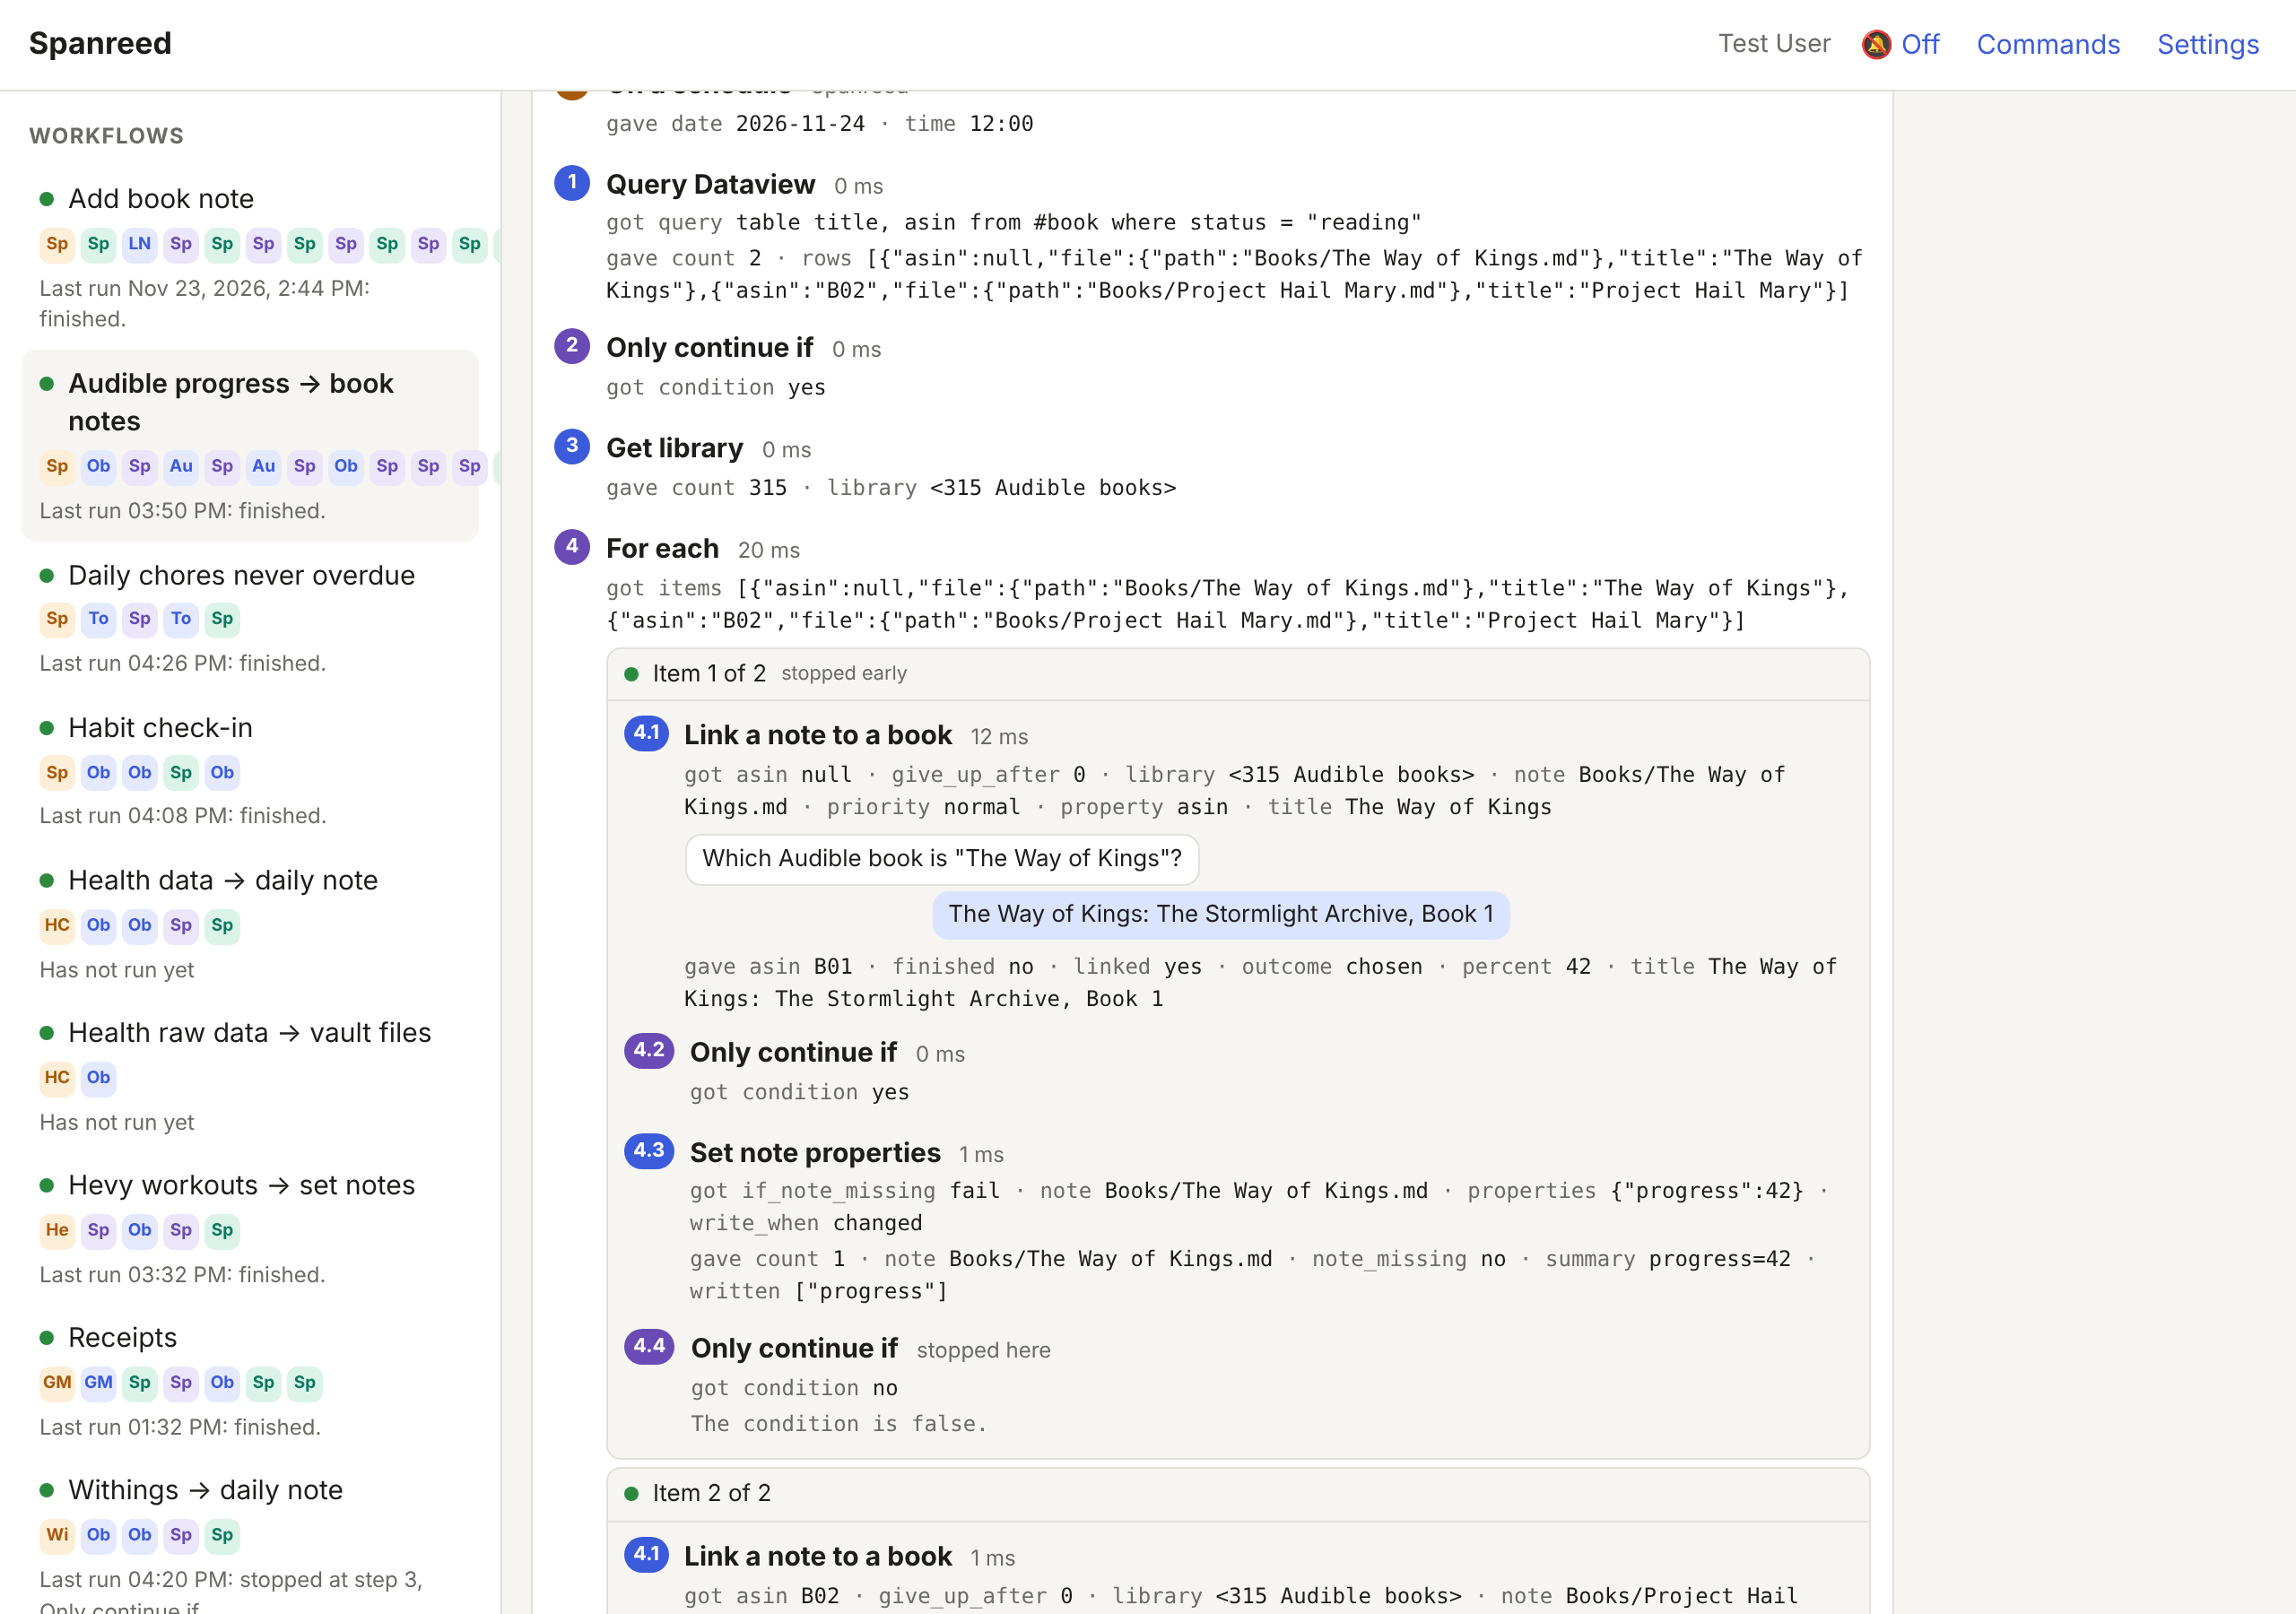 Spanreed
Test User
Off
Commands
Settings
WORKFLOWS
Add book note
Sp Sp LN Sp Sp Sp Sp Sp Sp Sp Sp
Last run Nov 23, 2026, 2:44 PM:
finished.
Audible progress → book
notes
Sp Ob Sp Au Sp Au Sp Ob Sp Sp Sp
Last run 03:50 PM: finished.
Daily chores never overdue
Sp To Sp To Sp
Last run 04:26 PM: finished.
Habit check-in
Sp Ob Ob Sp Ob
Last run 04:08 PM: finished.
Health data → daily note
HC Ob Ob Sp Sp
Has not run yet
Health raw data → vault files
HC Ob
Has not run yet
Hevy workouts → set notes
He Sp Ob Sp Sp
Last run 03:32 PM: finished.
Receipts
GM GM Sp Sp Ob Sp Sp
Last run 01:32 PM: finished.
Withings → daily note
Wi Ob Ob Sp Sp
Last run 04:20 PM: stopped at step 3,
Only continue if
On a schedule Spanreed
gave date 2026-11-24 · time 12:00
1 Query Dataview 0 ms
got query table title, asin from #book where status = "reading"
gave count 2 · rows [{"asin":null,"file":{"path":"Books/The Way of Kings.md"},"title":"The Way of
Kings"},{"asin":"B02","file":{"path":"Books/Project Hail Mary.md"},"title":"Project Hail Mary"}]
2 Only continue if 0 ms
got condition yes
3 Get library 0 ms
gave count 315 · library <315 Audible books>
4 For each 20 ms
got items [{"asin":null,"file":{"path":"Books/The Way of Kings.md"},"title":"The Way of Kings"},
{"asin":"B02","file":{"path":"Books/Project Hail Mary.md"},"title":"Project Hail Mary"}]
Item 1 of 2 stopped early
4.1 Link a note to a book 12 ms
got asin null · give_up_after 0 · library <315 Audible books> · note Books/The Way of
Kings.md · priority normal · property asin · title The Way of Kings
Which Audible book is "The Way of Kings"?
The Way of Kings: The Stormlight Archive, Book 1
gave asin B01 · finished no · linked yes · outcome chosen · percent 42 · title The Way of
Kings: The Stormlight Archive, Book 1
4.2 Only continue if 0 ms
got condition yes
4.3 Set note properties 1 ms
got if_note_missing fail · note Books/The Way of Kings.md · properties {"progress":42} ·
write_when changed
gave count 1 · note Books/The Way of Kings.md · note_missing no · summary progress=42 ·
written ["progress"]
4.4 Only continue if stopped here
got condition no
The condition is false.
Item 2 of 2
4.1 Link a note to a book 1 ms
got asin B02 · give_up_after 0 · library <315 Audible books> · note Books/Project Hail